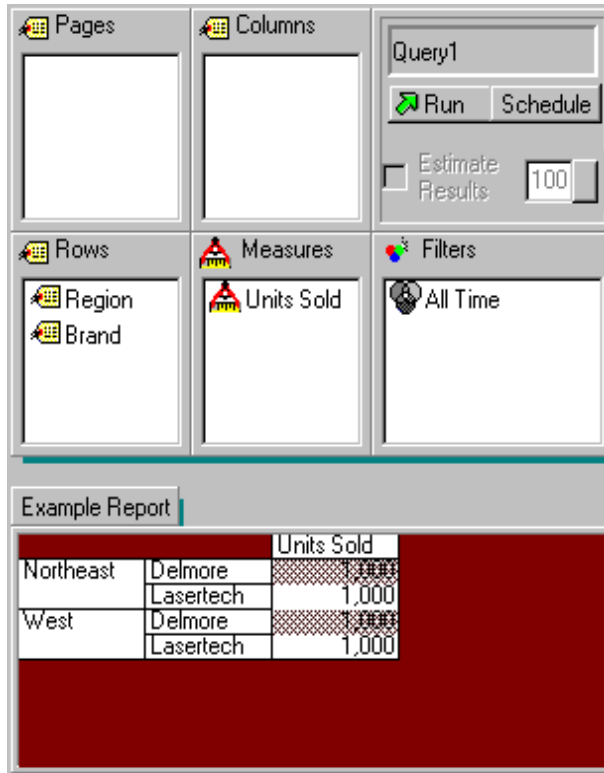 Pages
Columns
Query1
Run
Schedule
Estimate
Results
100
Rows
Measures
Filters
Region
Brand
Units Sold
All Time
Example Report
Units Sold
Northeast Delmore
Lasertech 1,000
West Delmore
Lasertech 1,000